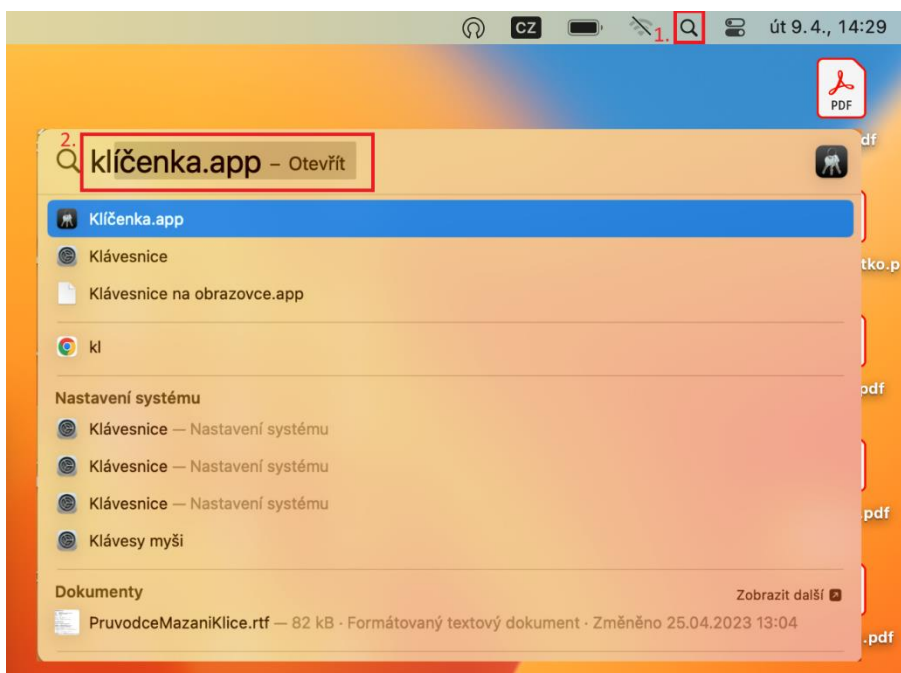 CZ 1. út 9. 4., 14:29
PDF
df
2.
klíčenka.app – Otevřít
Klíčenka.app
Klávesnice
tko.p
Klávesnice na obrazovce.app
kl
Nastavení systému
pdf
Klávesnice — Nastavení systému
Klávesnice — Nastavení systému
Klávesnice — Nastavení systému
.pdf
Klávesy myši
Dokumenty Zobrazit další
PruvodceMazaniKlice.rtf — 82 kB · Formátovaný textový dokument · Změněno 25.04.2023 13:04
.pdf